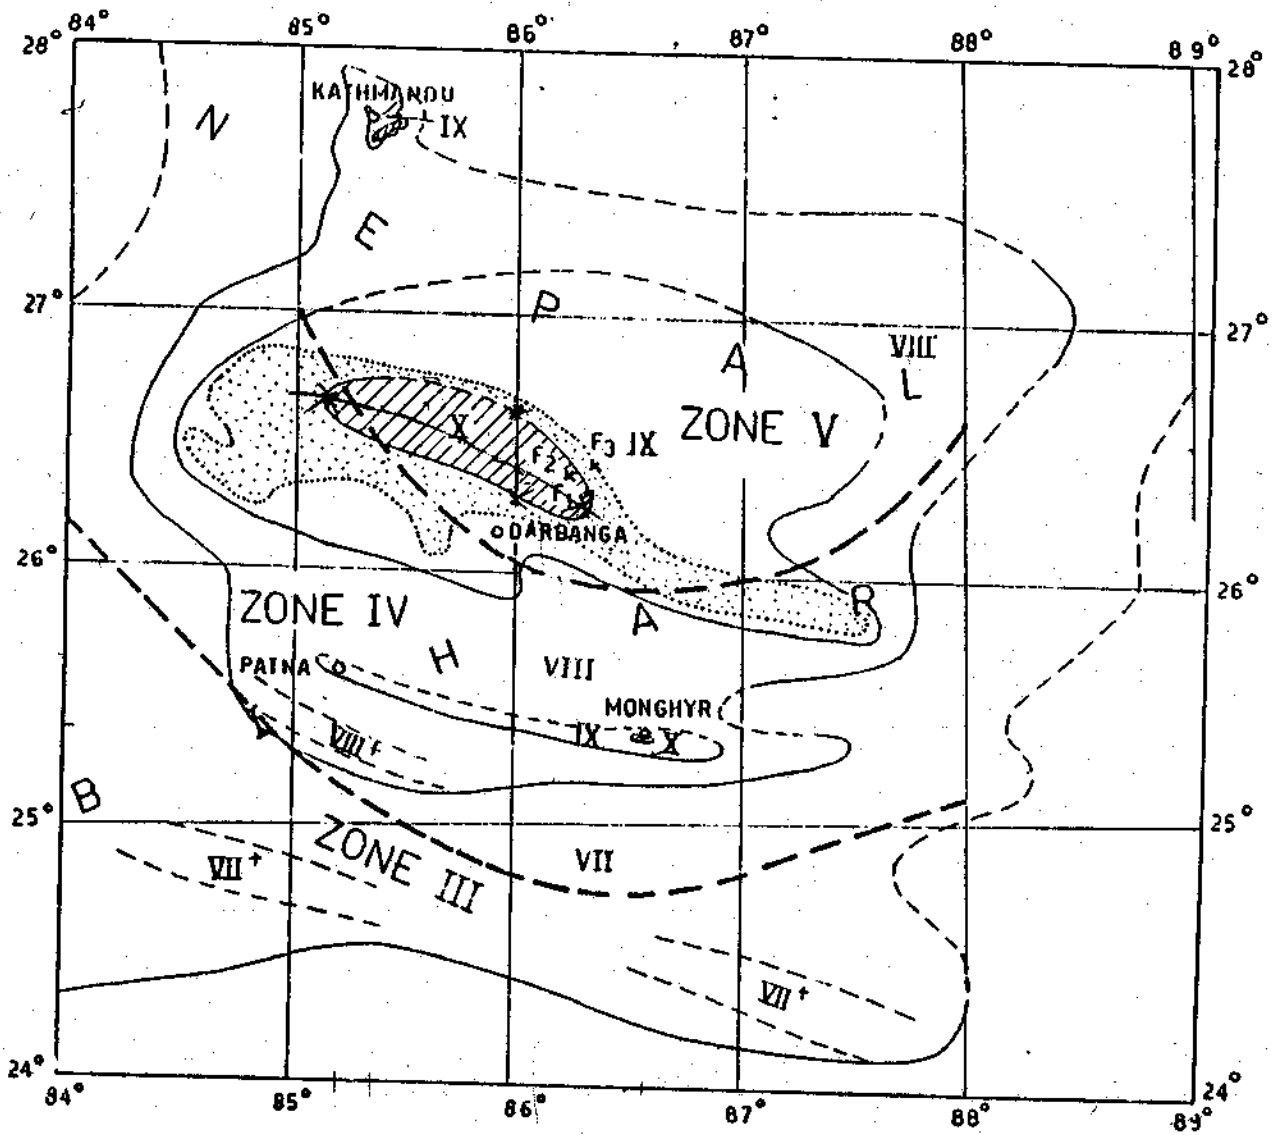 84° 85° 86° 87° 88° 89°
28° 28°
KATHMANDU
IX
N
E
27° 27°
P
A
VIII
L
ZONE V
X
F3 IX
F2
F1
DARBANGA
26° 26°
ZONE IV
R
A
H
PATNA
VIII
MONGHYR
IX X
VIII+
B
25° 25°
ZONE III
VII
VII+
VII+
24° 24°
84° 85° 86° 87° 88° 89°